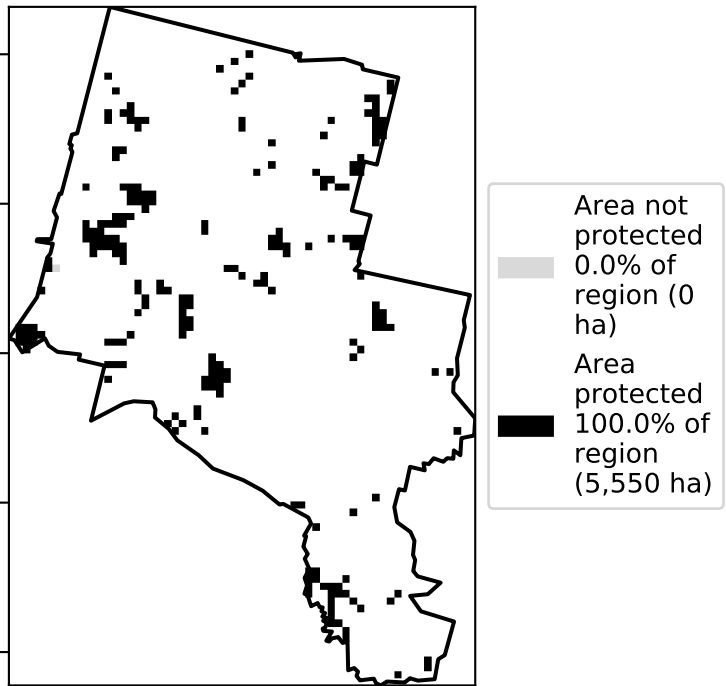 Area not
protected
0.0% of
region (0
ha)
Area
protected
100.0% of
region
(5,550 ha)